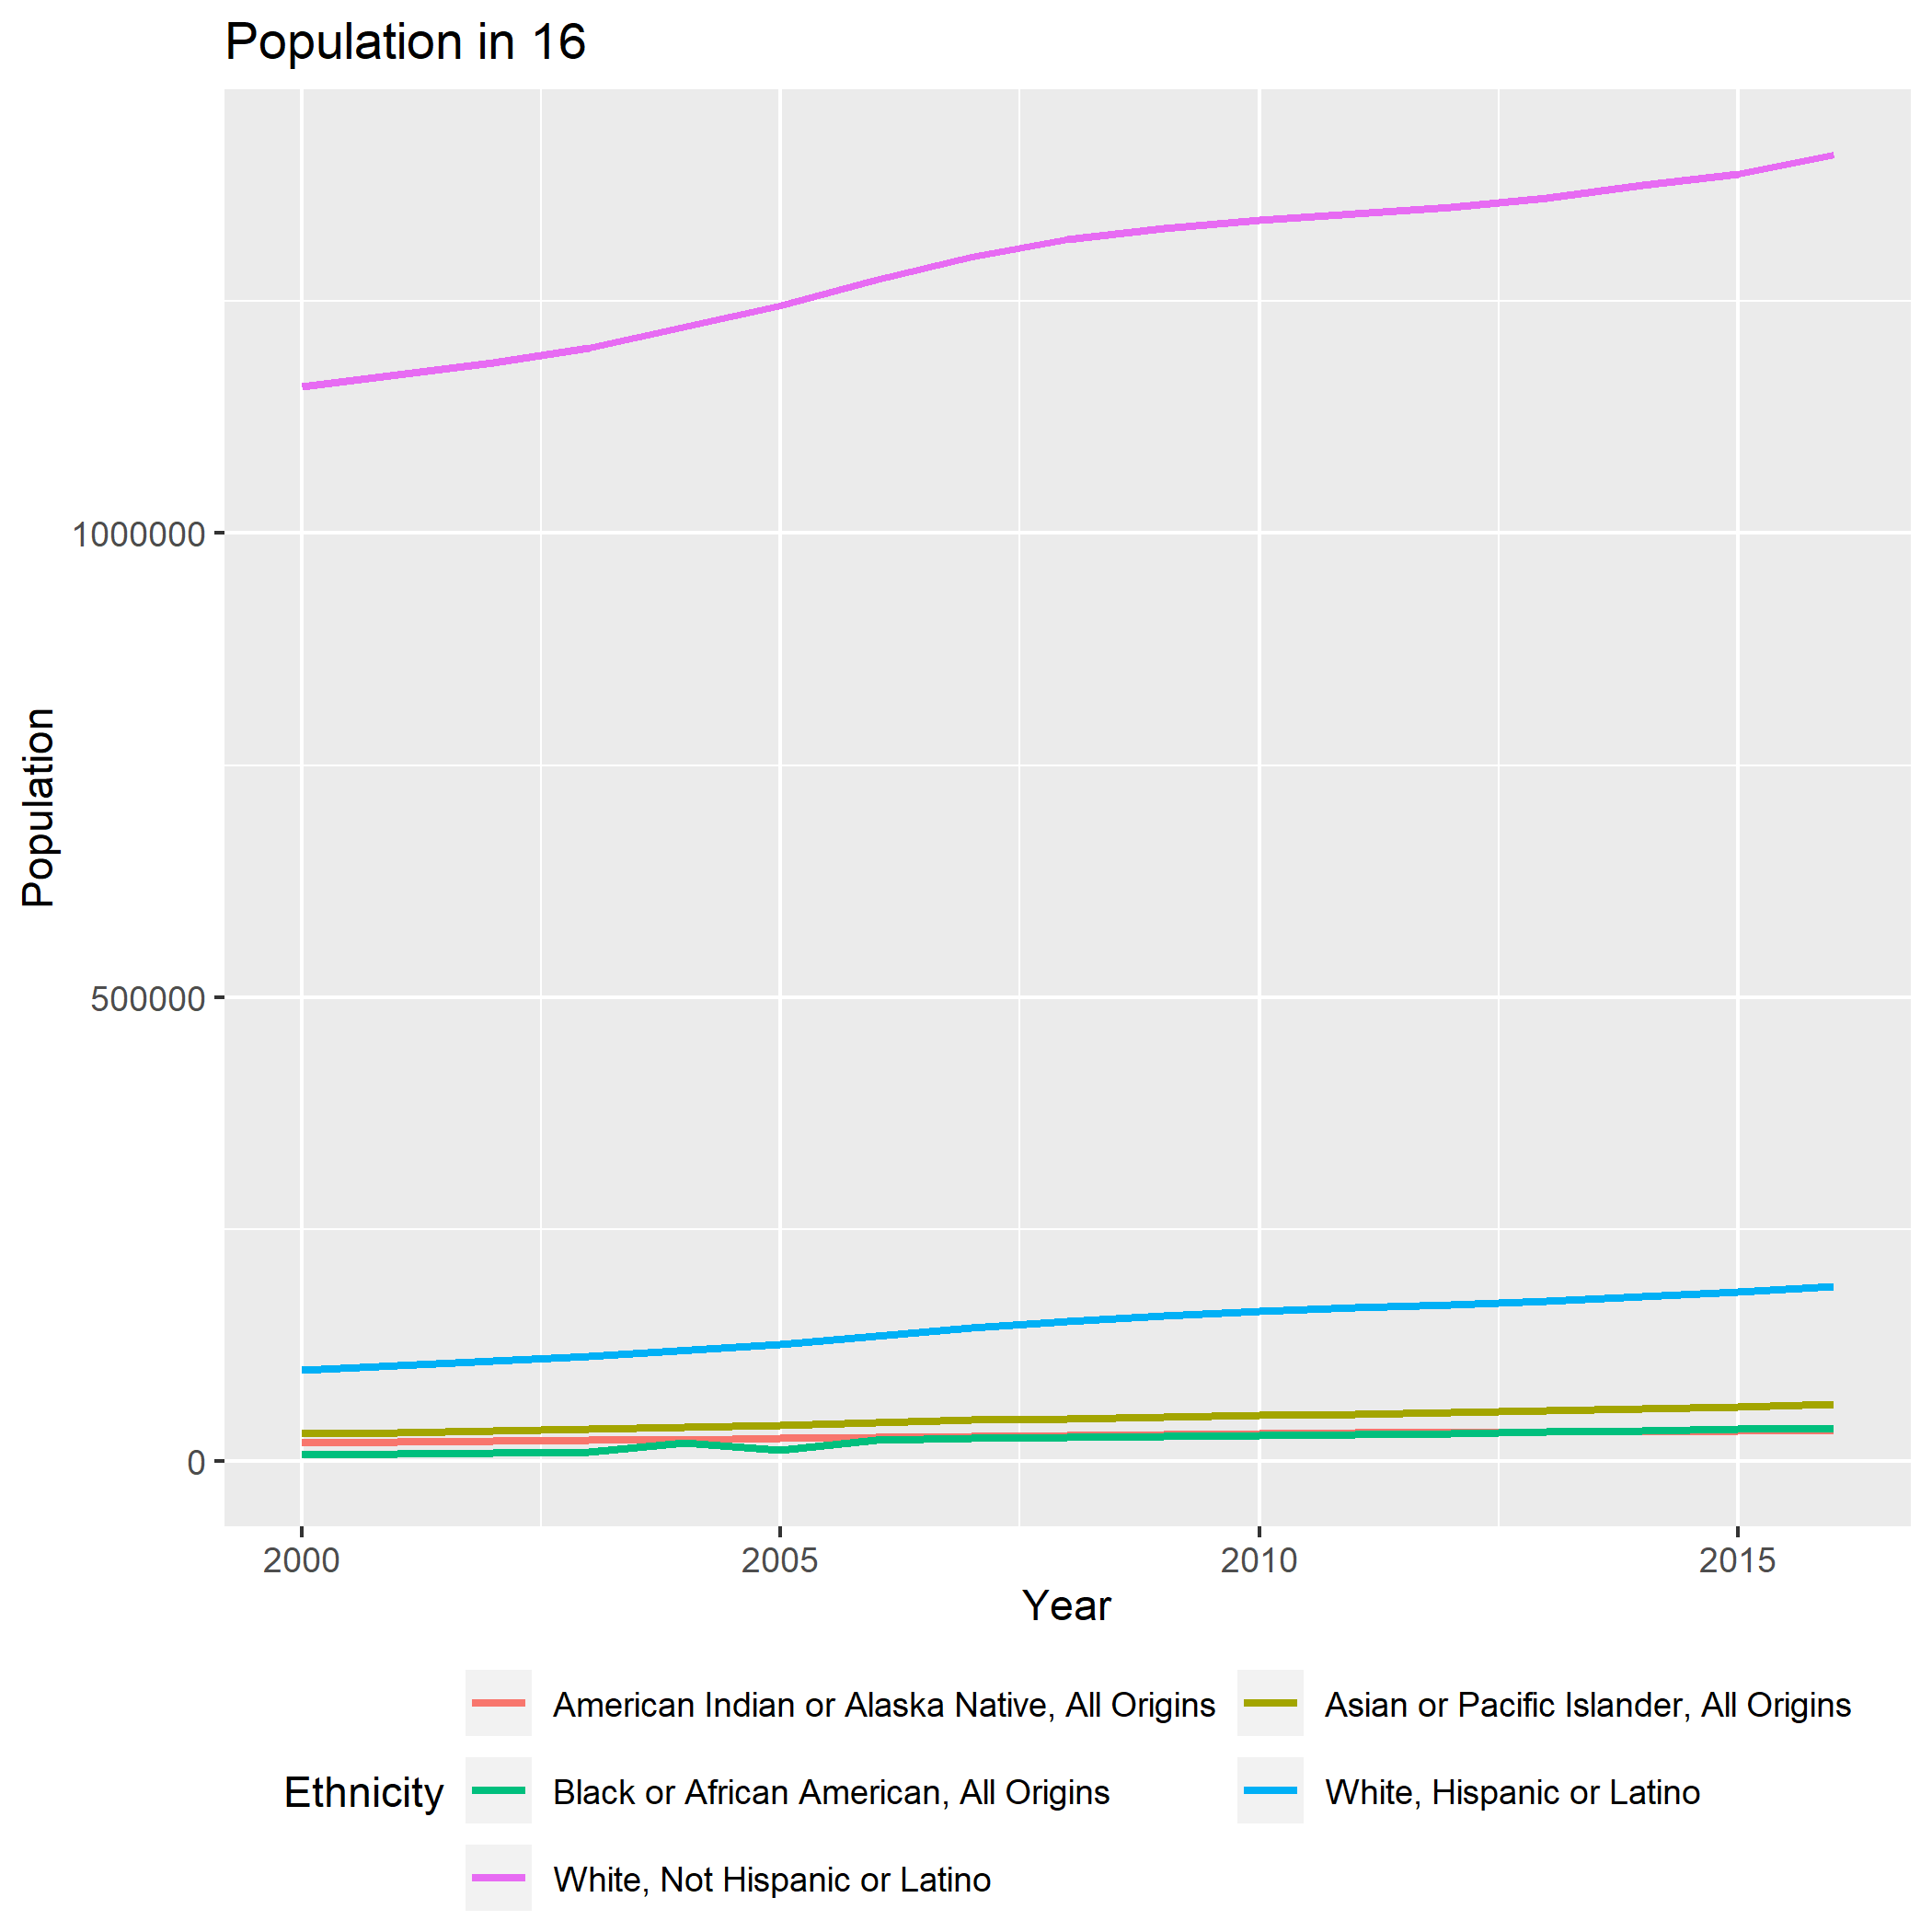 Population in 16
Population
1000000
500000
0
2000 2005 2010 2015
Year
Ethnicity
American Indian or Alaska Native, All Origins
Asian or Pacific Islander, All Origins
Black or African American, All Origins
White, Hispanic or Latino
White, Not Hispanic or Latino